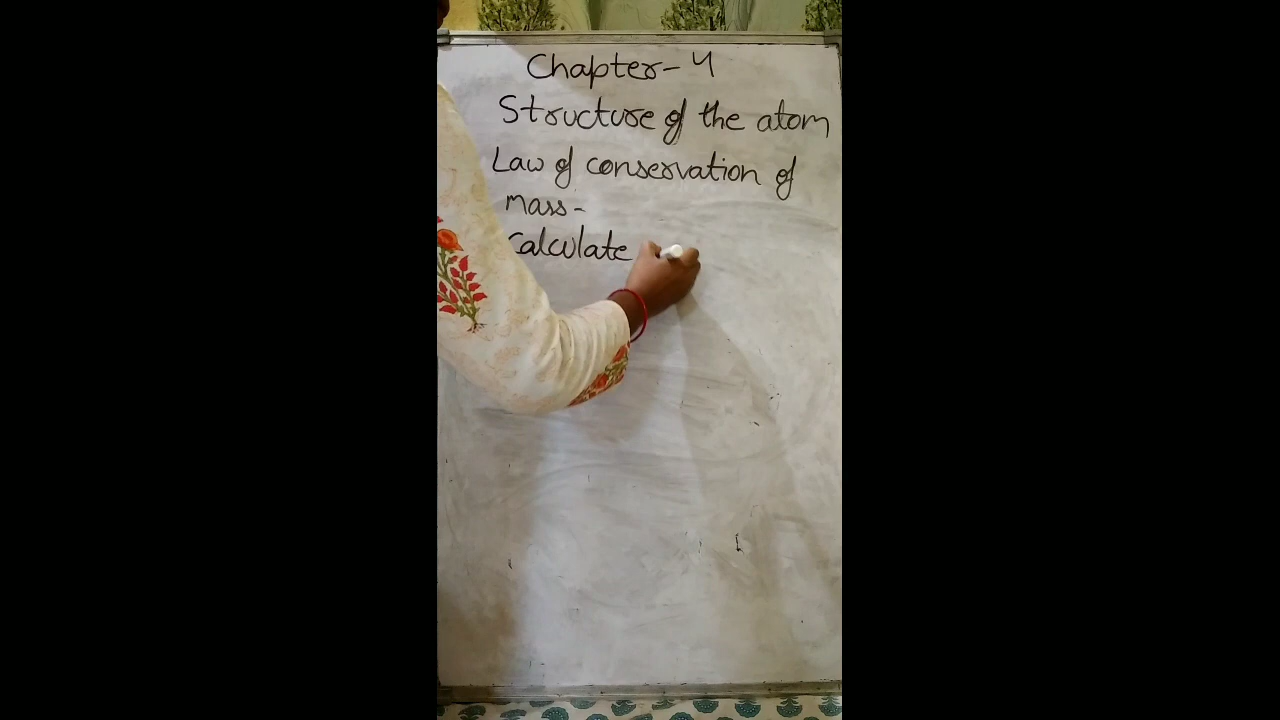 Chapter-4
Structure of the atom
Law of conservation of
mass-
Calculate